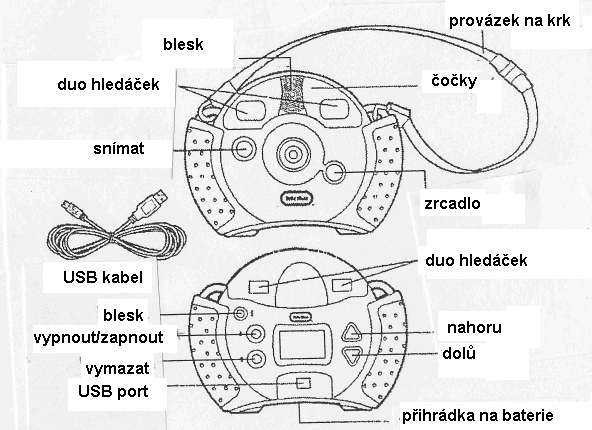 provázek na krk
blesk
duo hledáček
čočky
snímat
zrcadlo
USB kabel
duo hledáček
blesk
vypnout/zapnout
nahoru
dolů
vymazat
USB port
přihrádka na baterie